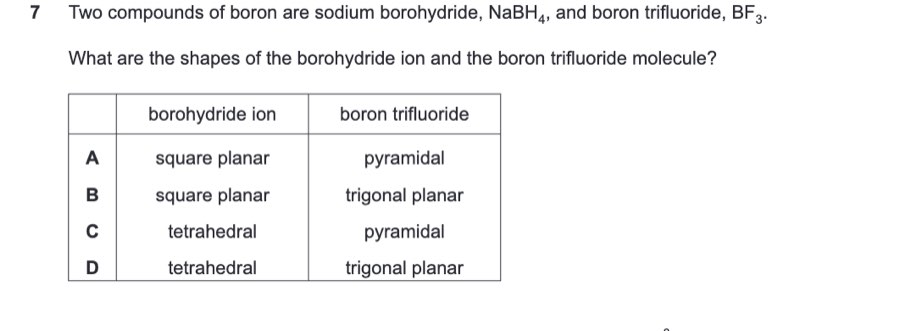 7 Two compounds of boron are sodium borohydride, NaBH₄, and boron trifluoride, BF₃.
What are the shapes of the borohydride ion and the boron trifluoride molecule?
borohydride ion boron trifluoride
A square planar pyramidal
B square planar trigonal planar
C tetrahedral pyramidal
D tetrahedral trigonal planar